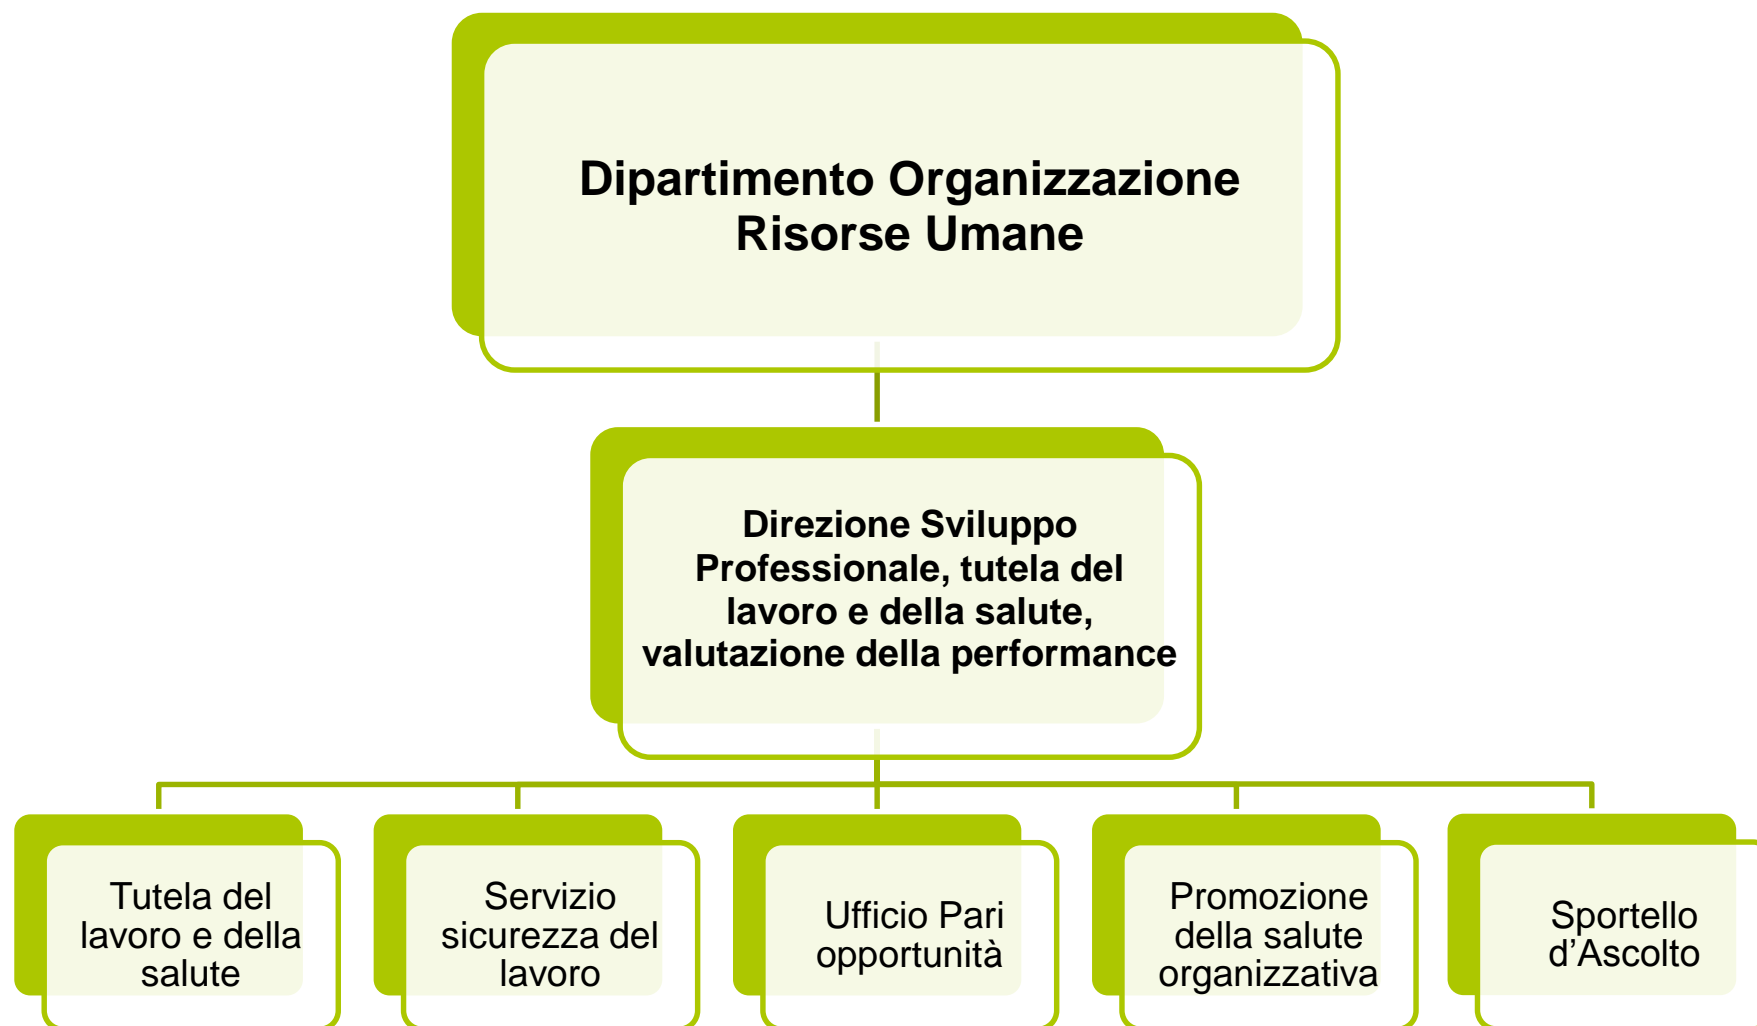 Dipartimento Organizzazione
Risorse Umane
Direzione Sviluppo
Professionale, tutela del
lavoro e della salute,
valutazione della performance
Tutela del
lavoro e della
salute
Servizio
sicurezza del
lavoro
Ufficio Pari
opportunità
Promozione
della salute
organizzativa
Sportello
d’Ascolto